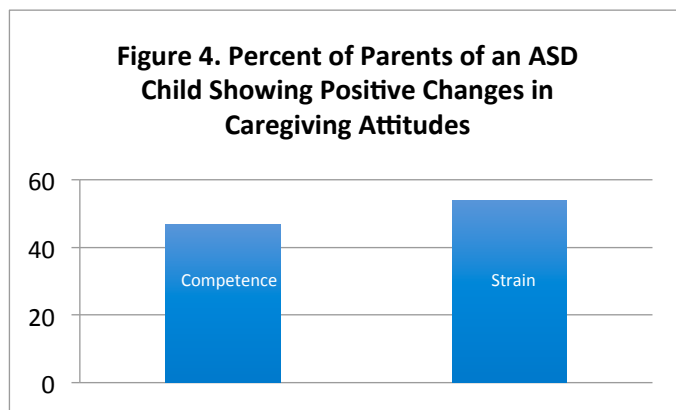 Figure 4. Percent of Parents of an ASD
Child Showing Positive Changes in
Caregiving Attitudes
60
40
20
0
Competence
Strain